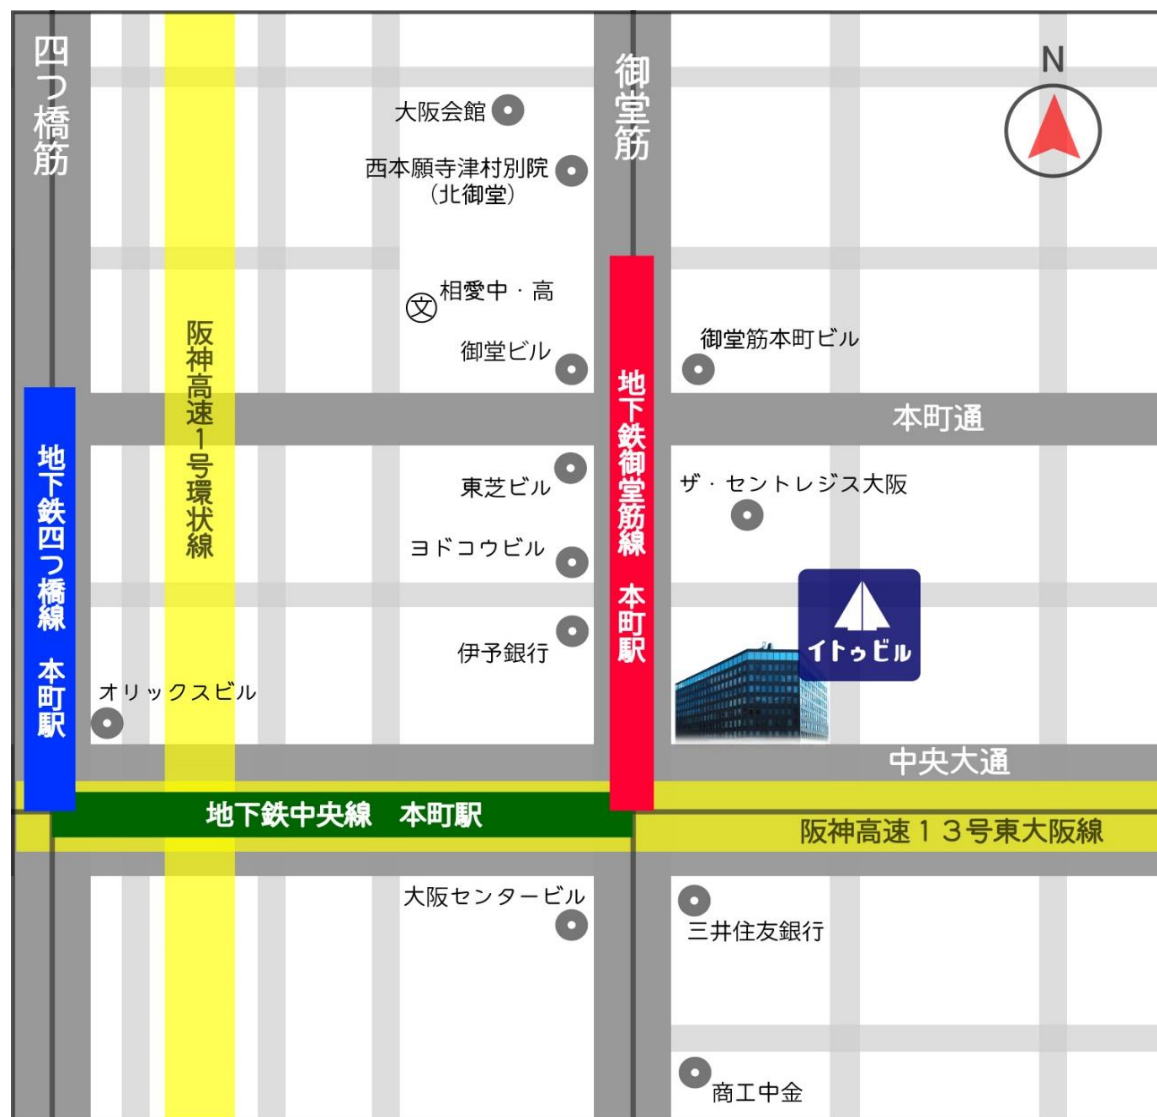 四つ橋筋
御堂筋
N
大阪会館
西本願寺津村別院
(北御堂)
文
相愛中・高
阪神高速1号環状線
御堂ビル
御堂筋本町ビル
地下鉄御堂筋線　本町駅
本町通
地下鉄四つ橋線　本町駅
東芝ビル
ザ・セントレジス大阪
ヨドコウビル
伊予銀行
イトゥビル
オリックスビル
中央大通
地下鉄中央線　本町駅
阪神高速１３号東大阪線
大阪センタービル
三井住友銀行
商工中金